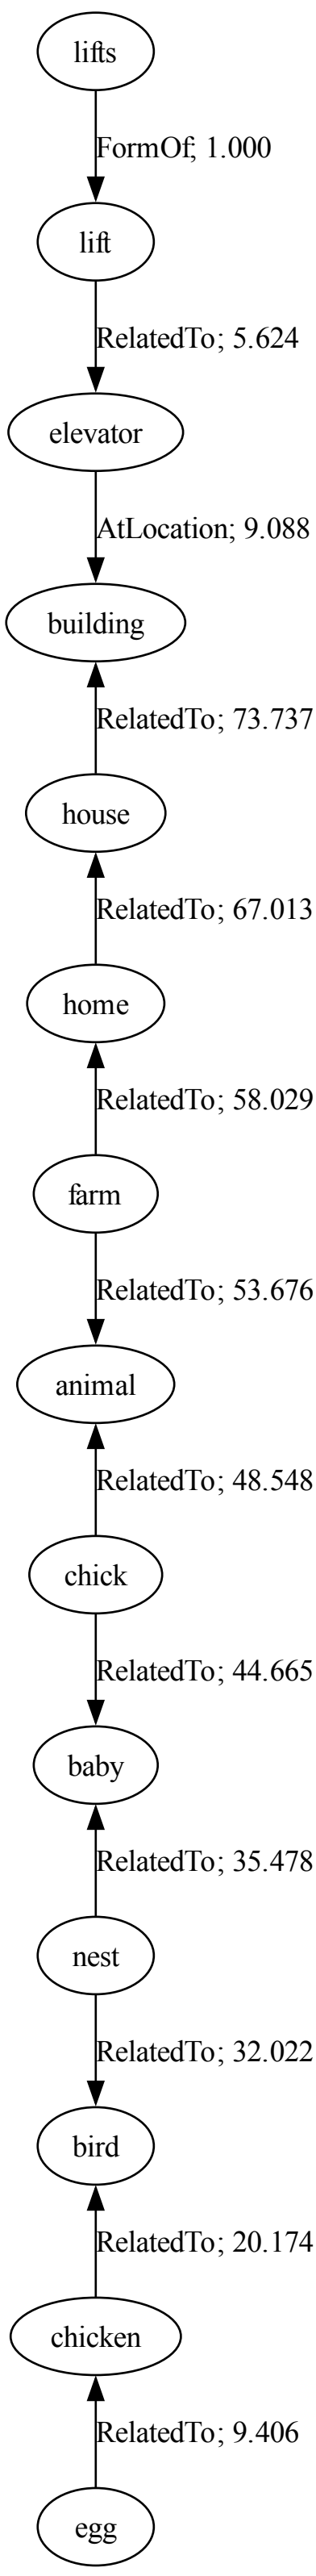 lifts
FormOf; 1.000
lift
RelatedTo; 5.624
elevator
AtLocation; 9.088
building
RelatedTo; 73.737
house
RelatedTo; 67.013
home
RelatedTo; 58.029
farm
RelatedTo; 53.676
animal
RelatedTo; 48.548
chick
RelatedTo; 44.665
baby
RelatedTo; 35.478
nest
RelatedTo; 32.022
bird
RelatedTo; 20.174
chicken
RelatedTo; 9.406
egg